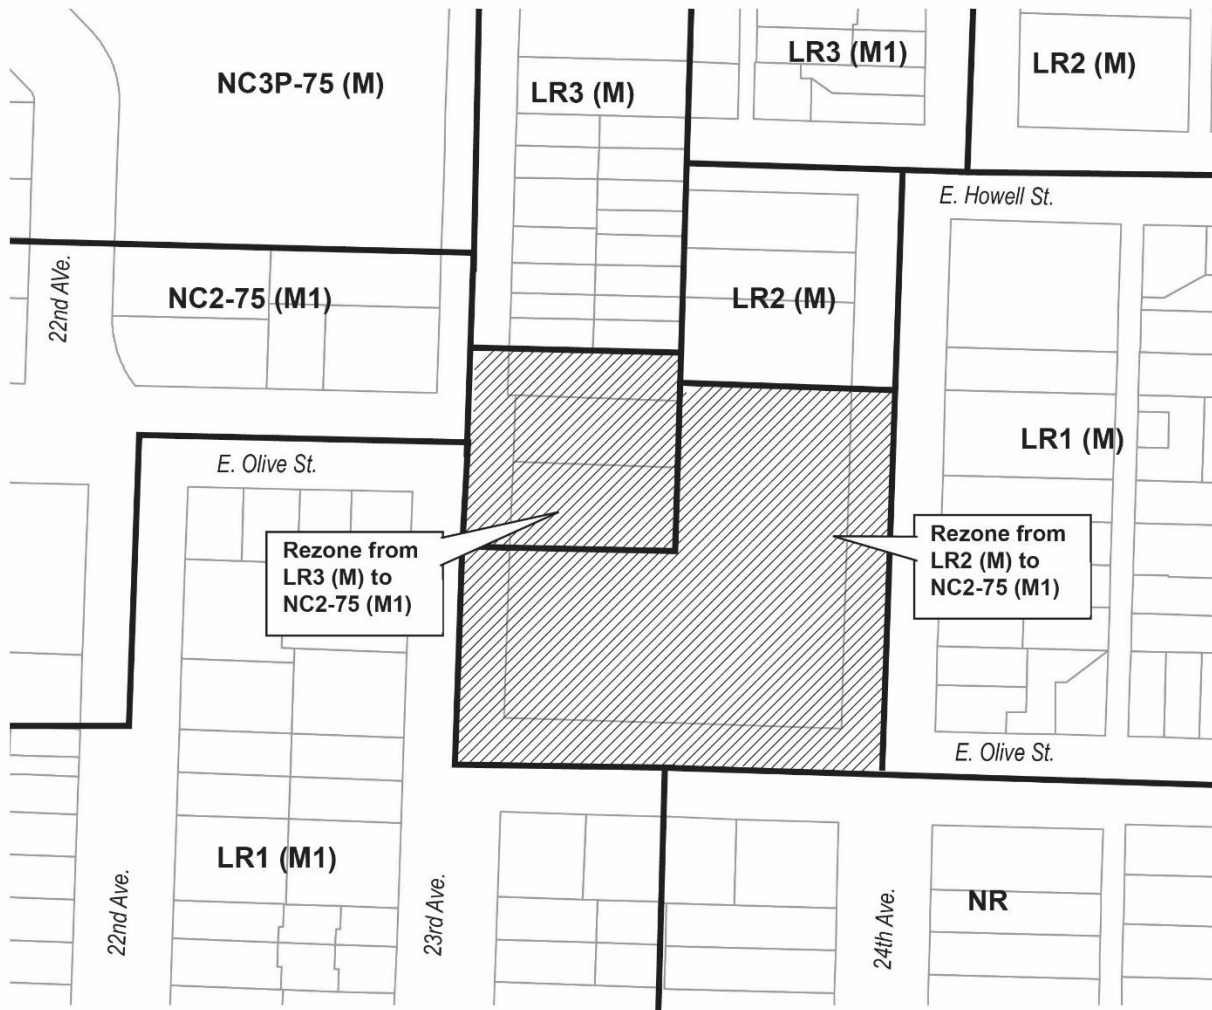 LR3 (M1)
LR2 (M)
NC3P-75 (M)
LR3 (M)
E. Howell St.
22nd AVe.
NC2-75 (M1)
LR2 (M)
LR1 (M)
E. Olive St.
Rezone from
LR3 (M) to
NC2-75 (M1)
Rezone from
LR2 (M) to
NC2-75 (M1)
E. Olive St.
LR1 (M1)
22nd Ave.
23rd Ave.
24th Ave.
NR